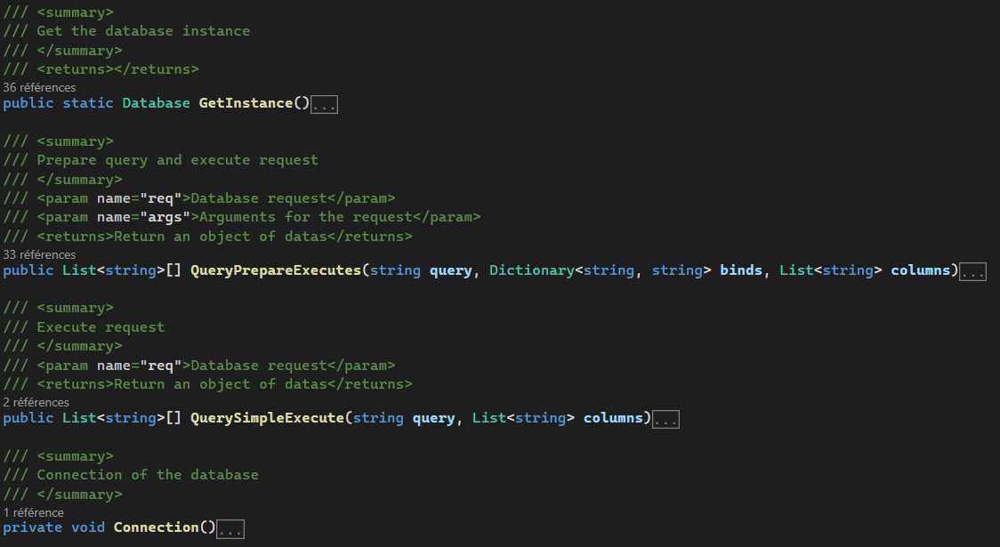 /// <summary>
/// Get the database instance
/// </summary>
/// <returns></returns>
36 références
public static Database GetInstance()...
/// <summary>
/// Prepare query and execute request
/// </summary>
/// <param name="req">Database request</param>
/// <param name="args">Arguments for the request</param>
/// <returns>Return an object of datas</returns>
33 références
public List<string>[] QueryPrepareExecutes(string query, Dictionary<string, string> binds, List<string> columns)...
/// <summary>
/// Execute request
/// </summary>
/// <param name="req">Database request</param>
/// <returns>Return an object of datas</returns>
2 références
public List<string>[] QuerySimpleExecute(string query, List<string> columns)...
/// <summary>
/// Connection of the database
/// </summary>
1 référence
private void Connection()...